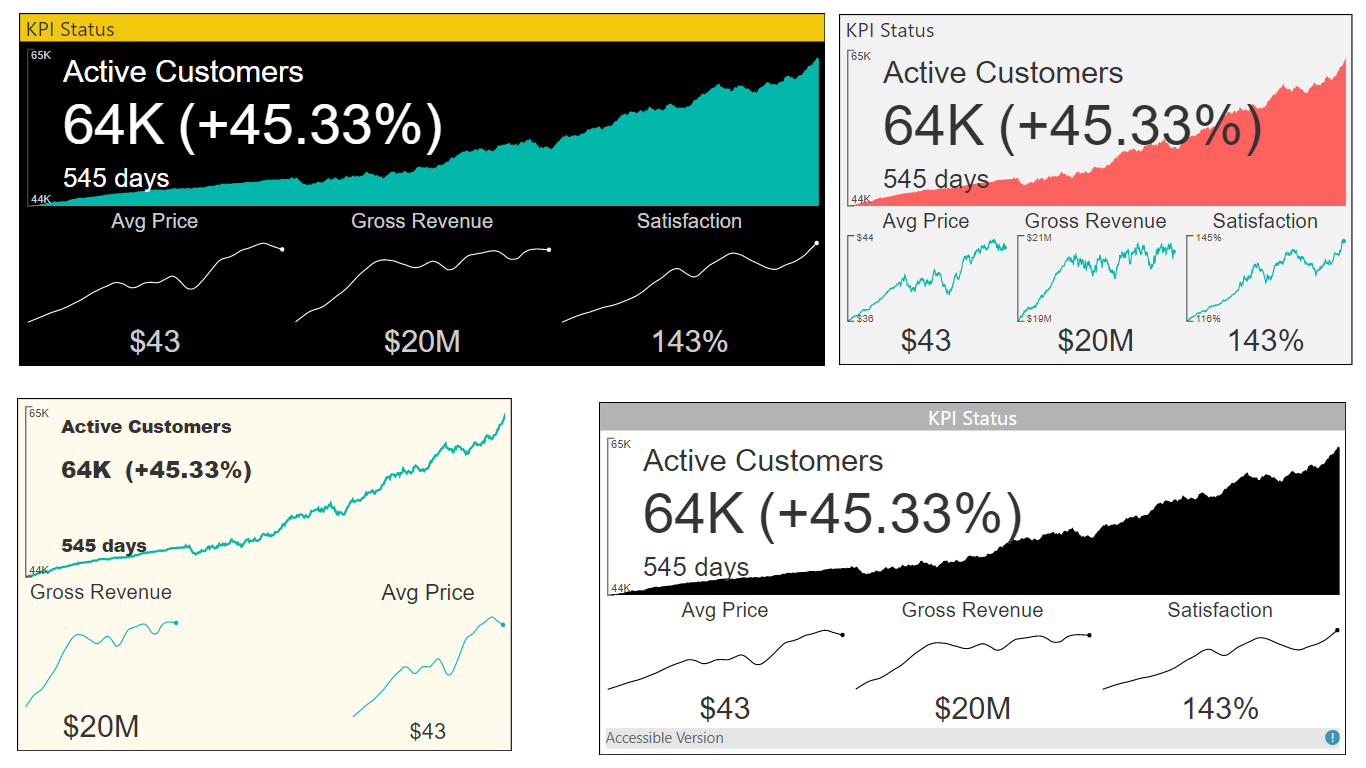 KPI Status
65K
Active Customers
64K (+45.33%)
545 days
44K
Avg Price Gross Revenue Satisfaction
$43 $20M 143%
KPI Status
65K
Active Customers
64K (+45.33%)
545 days
44K
Avg Price Gross Revenue Satisfaction
$44 $21M 145%
$36 $19M 116%
$43 $20M 143%
65K
Active Customers
64K (+45.33%)
545 days
44K
Gross Revenue Avg Price
$20M $43
KPI Status
65K
Active Customers
64K (+45.33%)
545 days
44K
Avg Price Gross Revenue Satisfaction
$43 $20M 143%
Accessible Version !